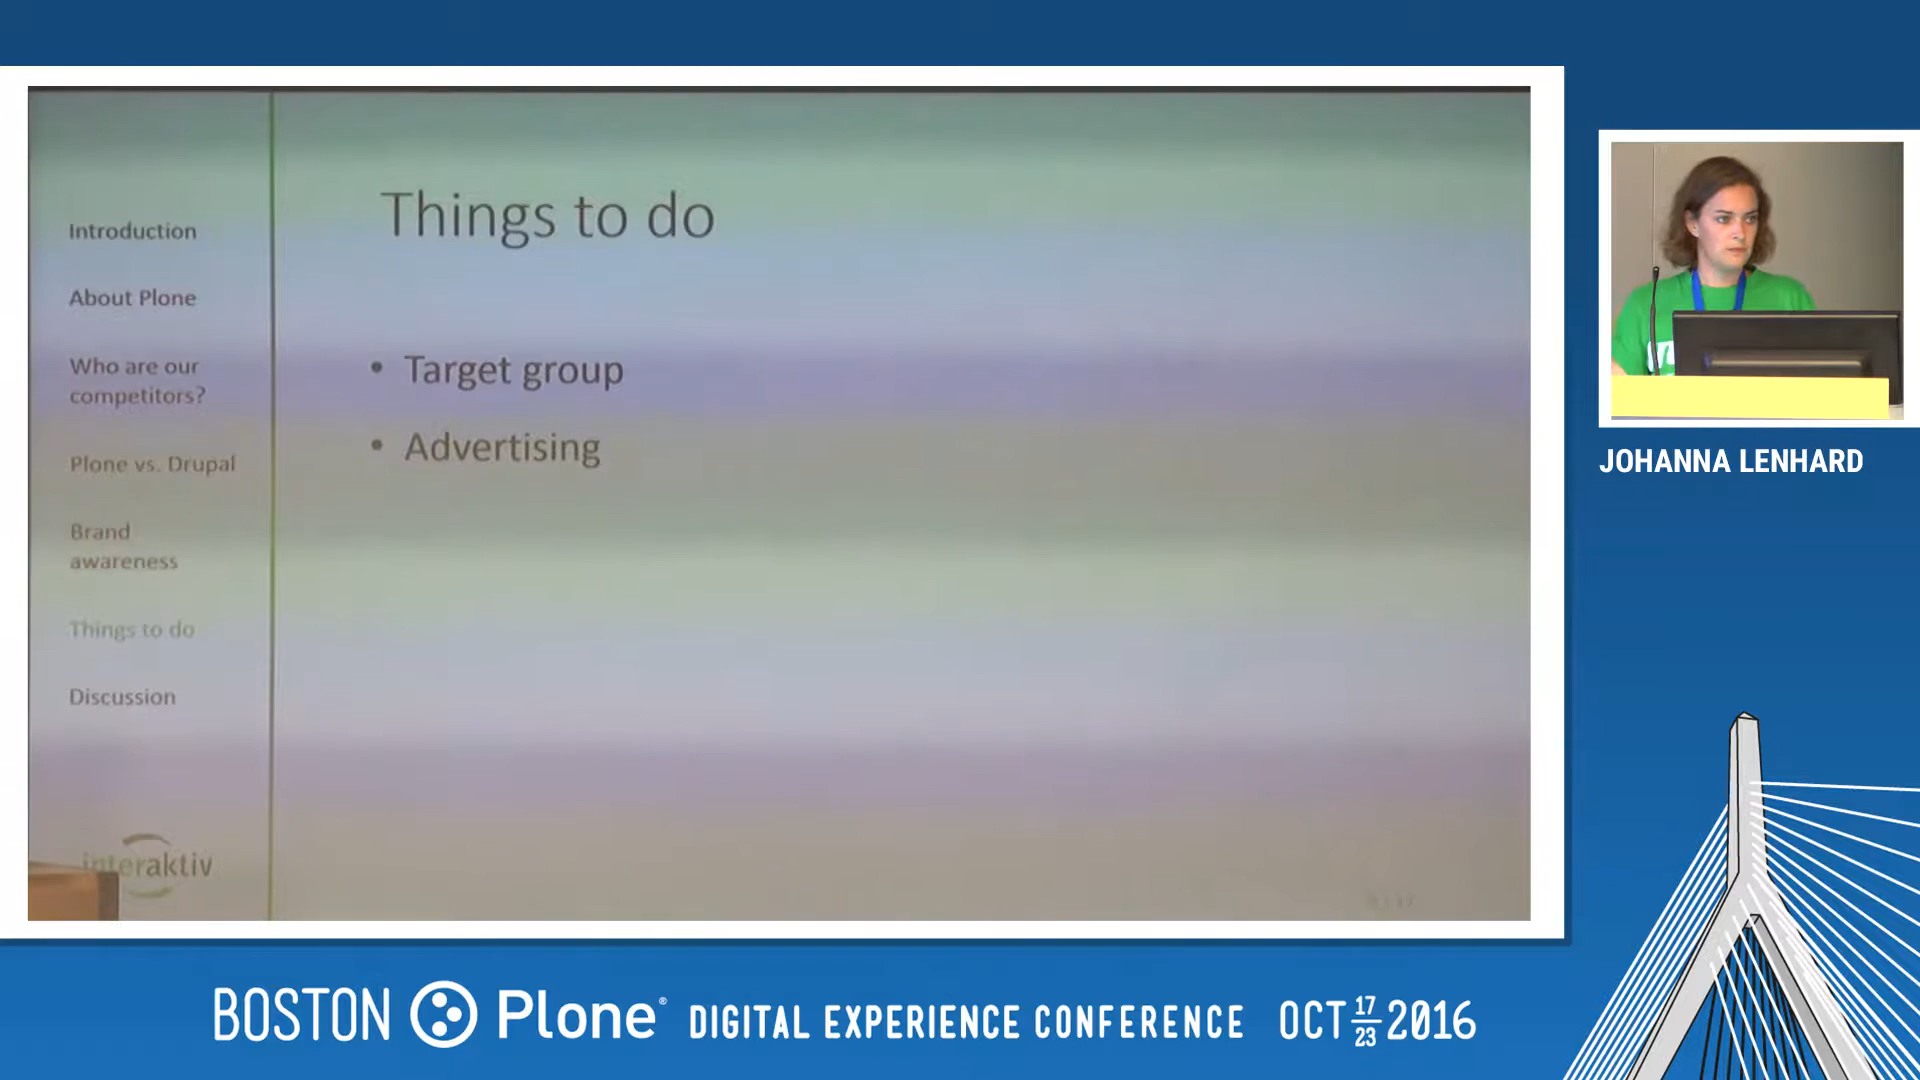 Introduction
About Plone
Who are our
competitors?
Plone vs. Drupal
Brand
awareness
Things to do
Discussion
interaktiv
Things to do
• Target group
• Advertising
JOHANNA LENHARD
BOSTON Plone® DIGITAL EXPERIENCE CONFERENCE OCT 17 23 2016